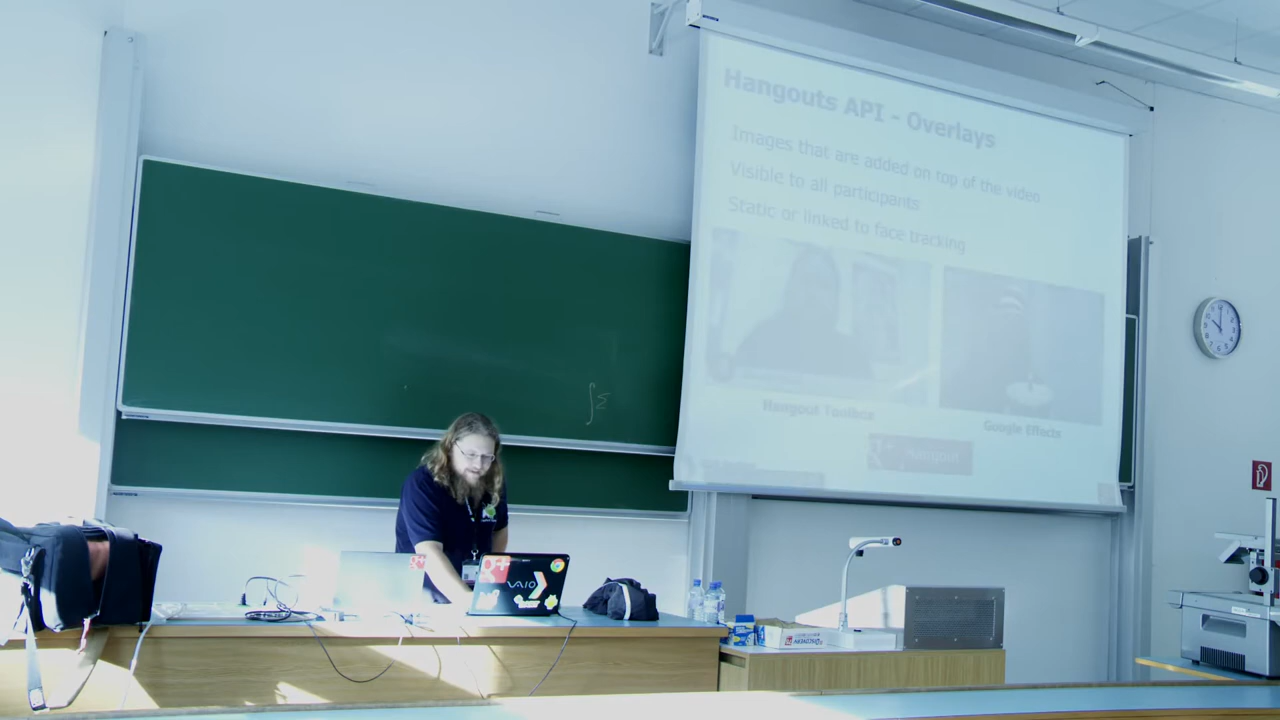 Hangouts API - Overlays
Images that are added on top of the video
Visible to all participants
Static or linked to face tracking
Hangout Toolbox
Google Effects
∫Σ
VAIO